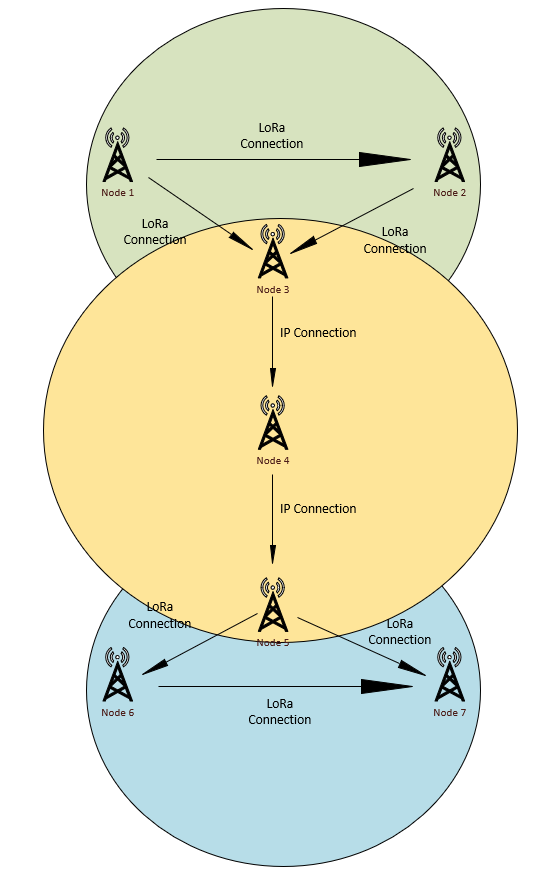 LoRa
Connection
Node 1
Node 2
LoRa
Connection
LoRa
Connection
Node 3
IP Connection
Node 4
IP Connection
LoRa
Connection
LoRa
Connection
Node 5
Node 6
Node 7
LoRa
Connection